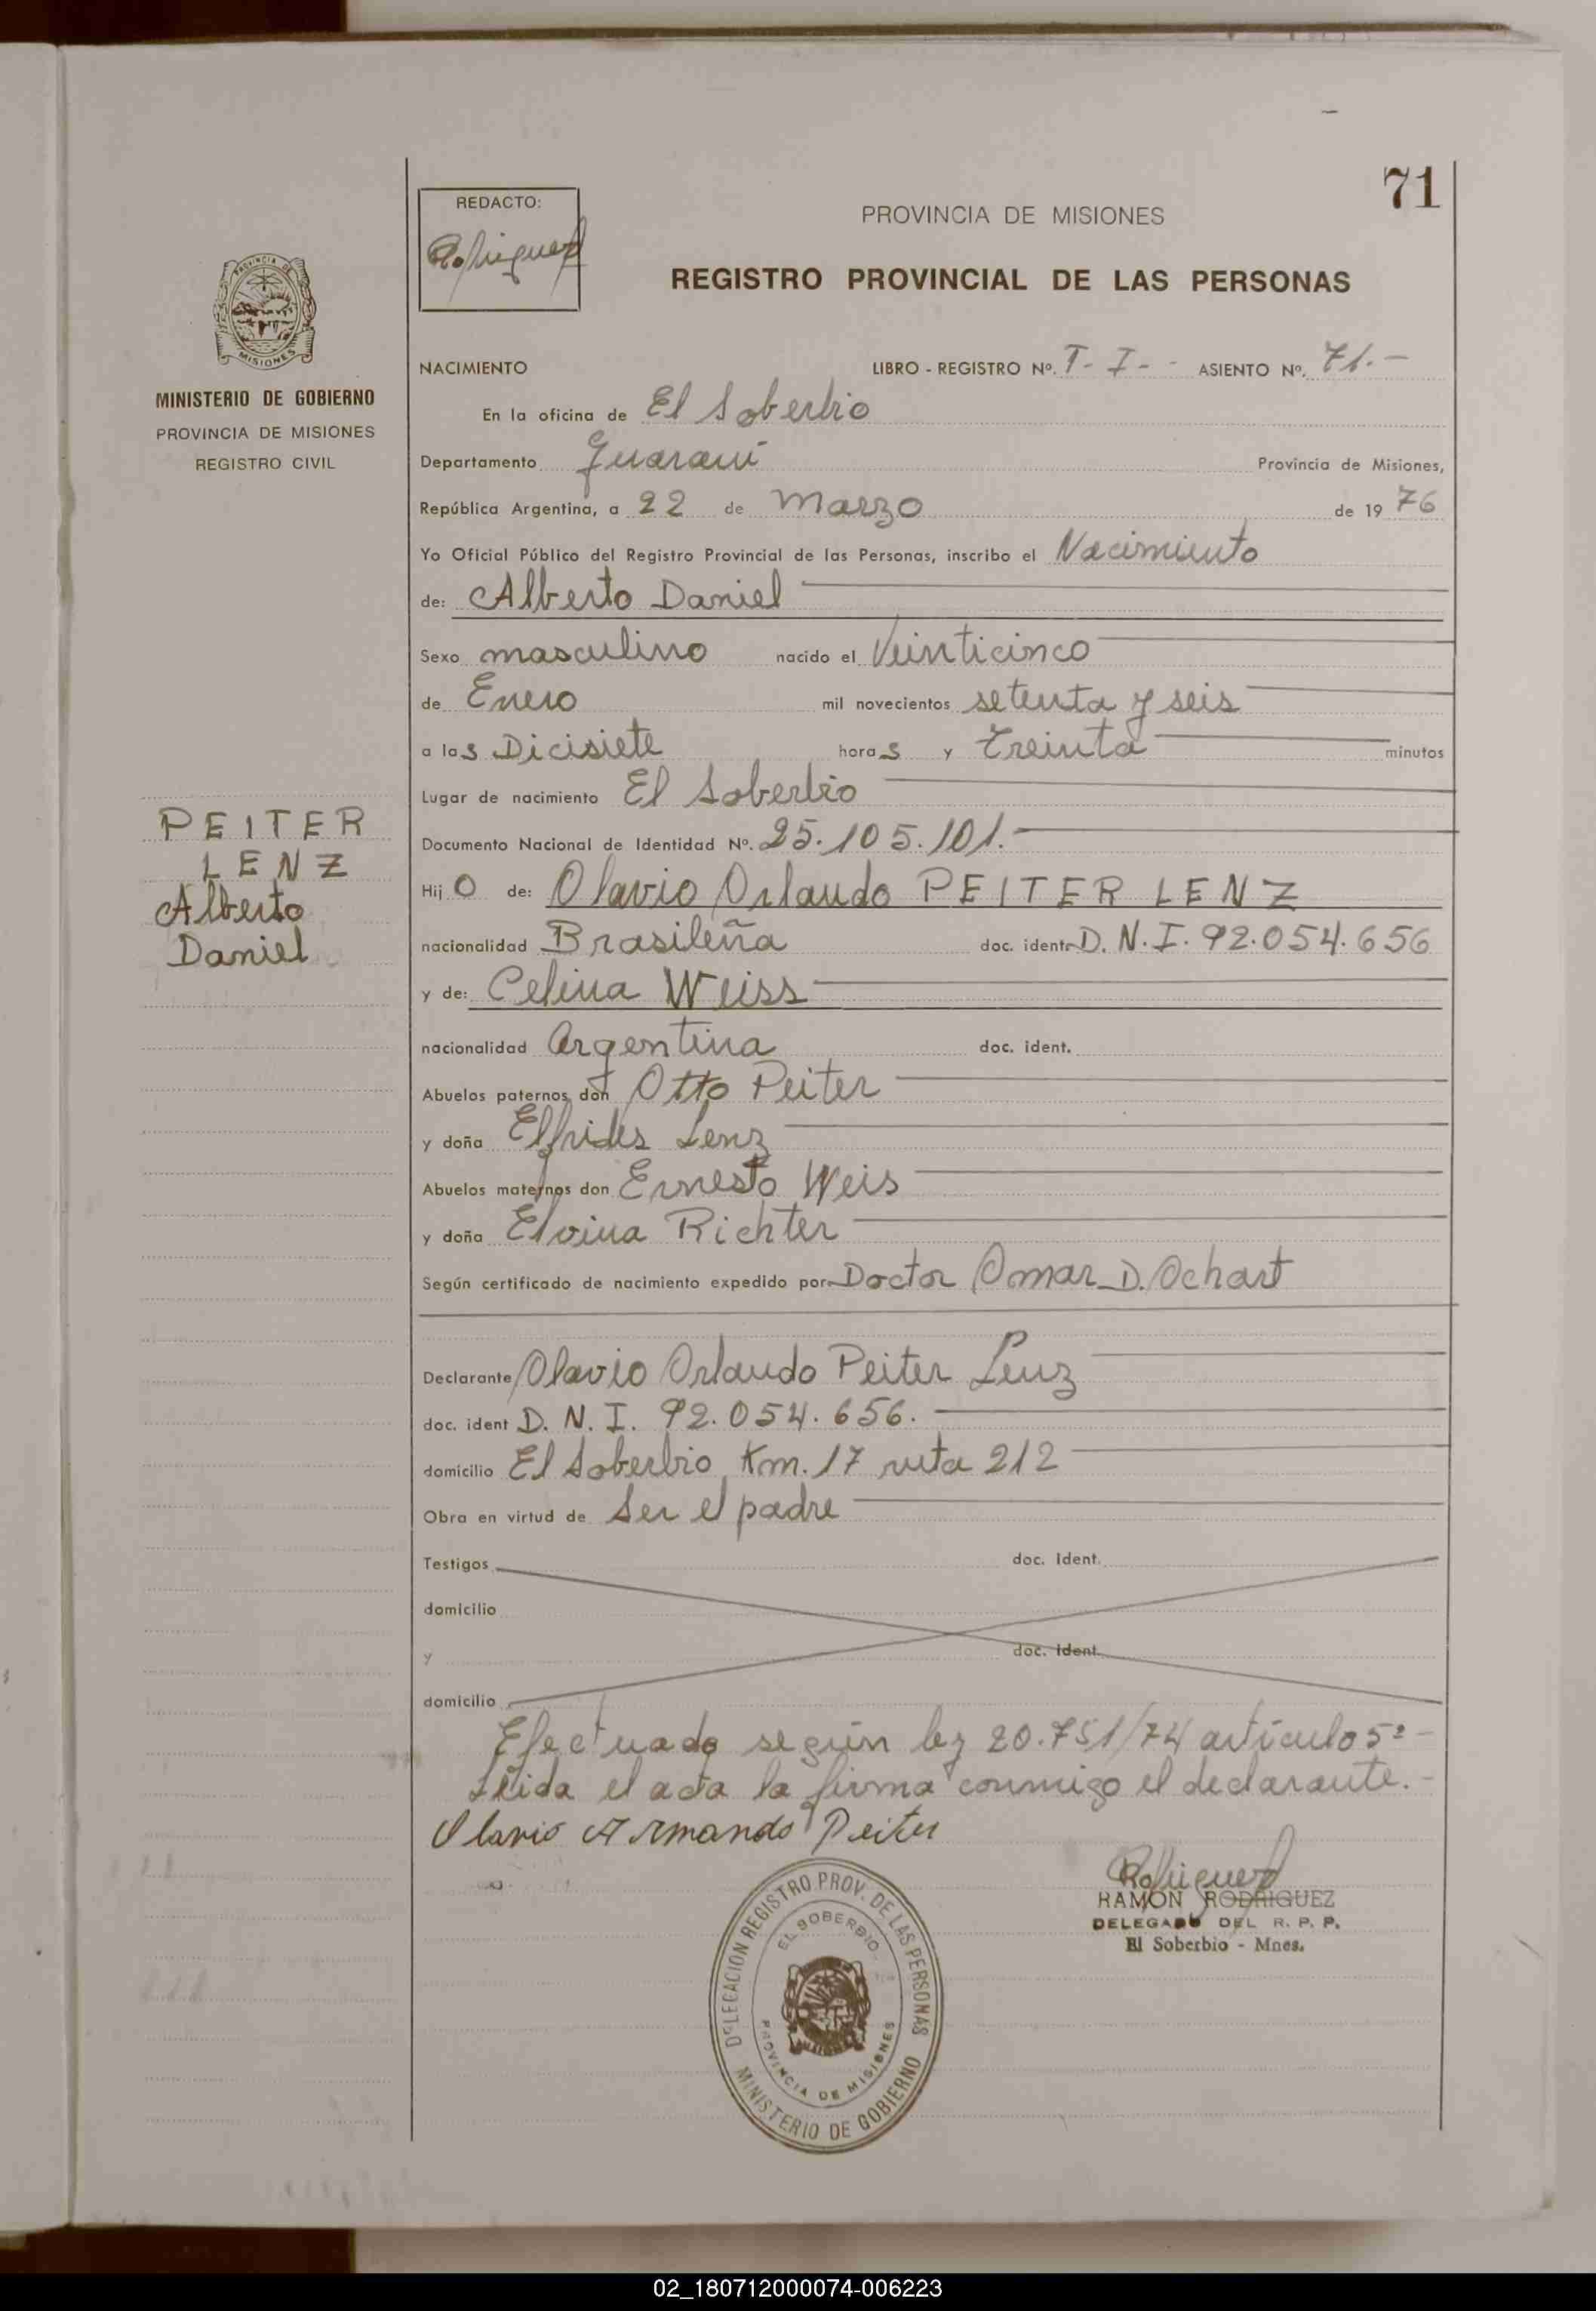 71
REDACTO:
Rodriguez
PROVINCIA DE MISIONES
REGISTRO PROVINCIAL DE LAS PERSONAS
PROVINCIA DE
MISIONES
MINISTERIO DE GOBIERNO
PROVINCIA DE MISIONES
REGISTRO CIVIL
NACIMIENTO LIBRO - REGISTRO Nº. T- I- - ASIENTO Nº. 71.-
En la oficina de El Soberbio
Departamento Guaraní Provincia de Misiones,
República Argentina, a 22 de Marzo de 19 76
Yo Oficial Público del Registro Provincial de las Personas, inscribo el Nacimiento
de: Alberto Daniel
Sexo masculino nacido el Veinticinco
de Enero mil novecientos setenta y seis
a las Dicisiete horas y treinta minutos
Lugar de nacimiento El Soberbio
Documento Nacional de Identidad Nº. 25.105.101.-
PEITER
LENZ
Alberto
Daniel
Hijo de: Olavio Orlando PEITER LENZ
nacionalidad Brasileña doc. ident. D.N.I. 92.054.656
y de: Celina Weiss
nacionalidad Argentina doc. ident.
Abuelos paternos don Otto Peiter
y doña Elfrides Lenz
Abuelos maternos don Ernesto Weis
y doña Elvina Richter
Según certificado de nacimiento expedido por Doctor Omar D. Ochart
Declarante Olavio Orlando Peiter Lenz
doc. ident D.N.I. 92.054.656.
domicilio El Soberbio Km. 17 ruta 212
Obra en virtud de Ser el padre
Testigos doc. ident.
domicilio
y doc. ident.
domicilio
Efectuado según ley 20.751/74 artículo 5º-
Leida el acta la firma conmigo el declarante.-
Olavio Armando Peiter
Rodriguez
RAMON RODRIGUEZ
DELEGADO DEL R. P. P.
El Soberbio - Mnes.
DELEGACION REGISTRO PROV. DE LAS PERSONAS
EL SOBERBIO
PROVINCIA DE MISIONES
MINISTERIO DE GOBIERNO
02_180712000074-006223